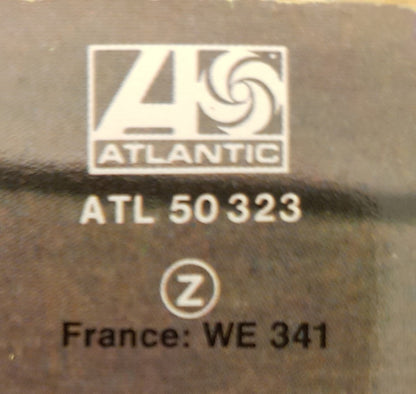 ATLANTIC
ATL 50 323
Z
France: WE 341